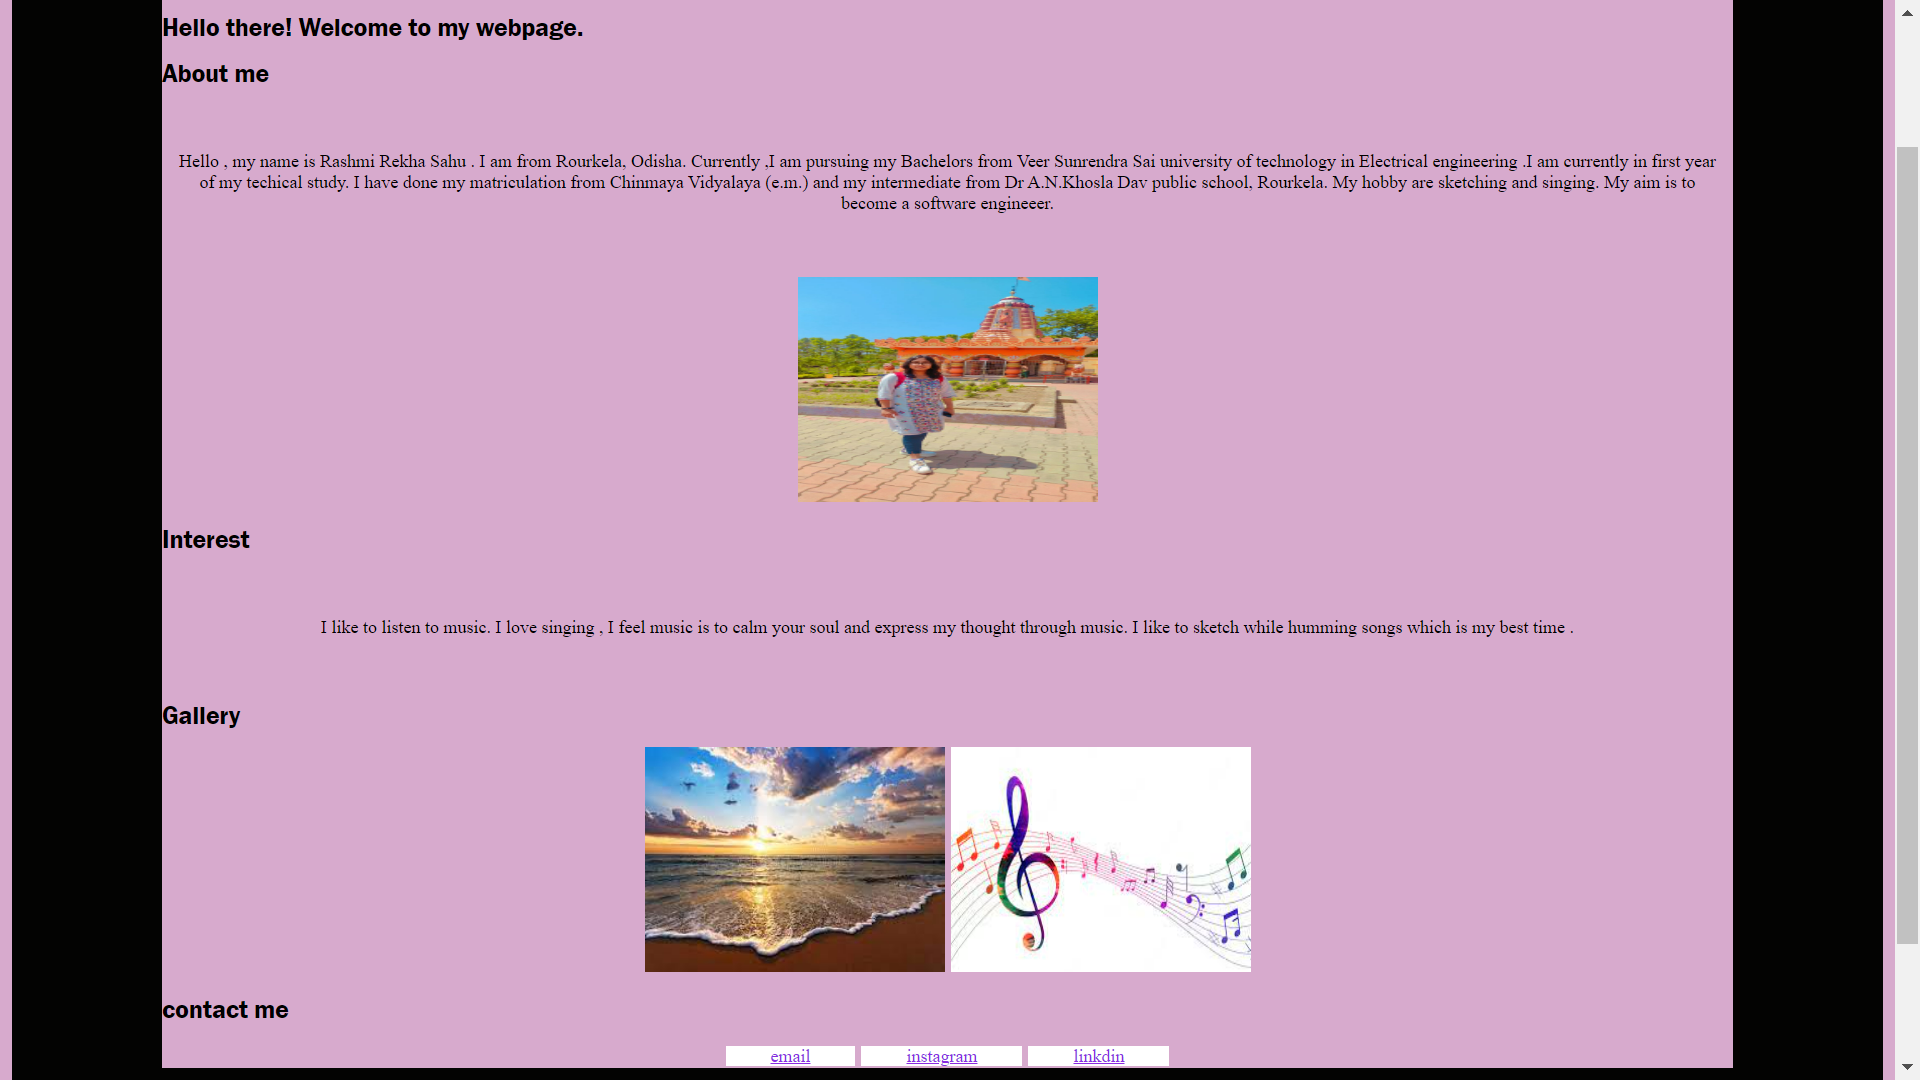 Hello there! Welcome to my webpage.
About me
Hello , my name is Rashmi Rekha Sahu . I am from Rourkela, Odisha. Currently ,I am pursuing my Bachelors from Veer Sunrendra Sai university of technology in Electrical engineering .I am currently in first year
of my techical study. I have done my matriculation from Chinmaya Vidyalaya (e.m.) and my intermediate from Dr A.N.Khosla Dav public school, Rourkela. My hobby are sketching and singing. My aim is to
become a software engineeer.
Interest
I like to listen to music. I love singing , I feel music is to calm your soul and express my thought through music. I like to sketch while humming songs which is my best time .
Gallery
contact me
email
instagram
linkdin